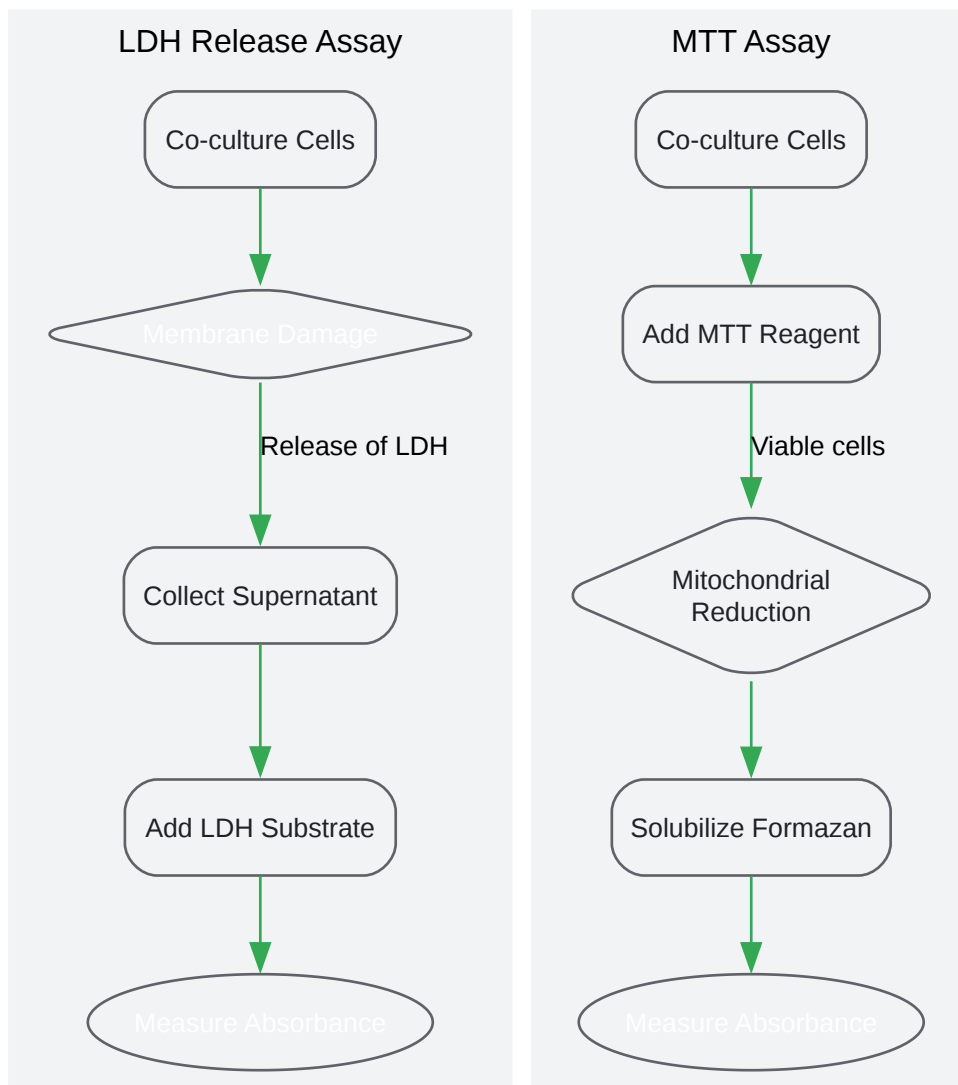 LDH Release Assay
Co-culture Cells
Membrane Damage
Release of LDH
Collect Supernatant
Add LDH Substrate
Measure Absorbance
MTT Assay
Co-culture Cells
Add MTT Reagent
Viable cells
Mitochondrial
Reduction
Solubilize Formazan
Measure Absorbance